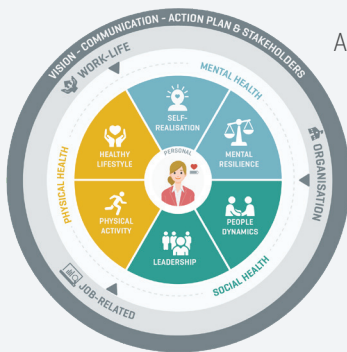 VISION - COMMUNICATION - ACTION PLAN & STAKEHOLDERS
A
WORK-LIFE
MENTAL HEALTH
SELF-
REALISATION
HEALTHY
LIFESTYLE
MENTAL
RESILIENCE
PERSONAL
PHYSICAL HEALTH
ORGANISATION
PHYSICAL
ACTIVITY
PEOPLE
DYNAMICS
LEADERSHIP
SOCIAL HEALTH
JOB-RELATED